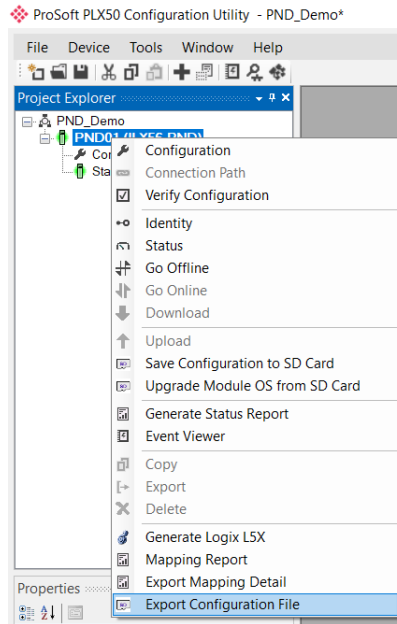 ProSoft PLX50 Configuration Utility - PND_Demo*
File Device Tools Window Help
Project Explorer
PND_Demo
PND01 (ILX56-PND)
Configuration
Connection Path
Verify Configuration
Identity
Status
Go Offline
Go Online
Download
Upload
Save Configuration to SD Card
Upgrade Module OS from SD Card
Generate Status Report
Event Viewer
Copy
Export
Delete
Generate Logix L5X
Mapping Report
Export Mapping Detail
Export Configuration File
Properties